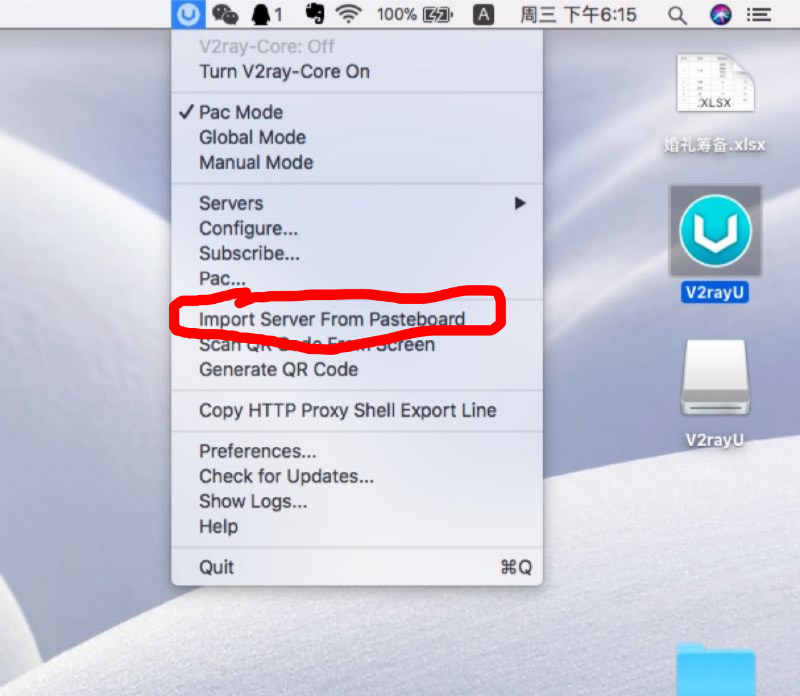 1 100% A 周三 下午6:15
V2ray-Core: Off
Turn V2ray-Core On
✓ Pac Mode
Global Mode
Manual Mode
Servers ▶
Configure...
Subscribe...
Pac...
Import Server From Pasteboard
Scan QR Code From Screen
Generate QR Code
Copy HTTP Proxy Shell Export Line
Preferences...
Check for Updates...
Show Logs...
Help
Quit ⌘Q
.XLSX
婚礼筹备.xlsx
V2rayU
V2rayU